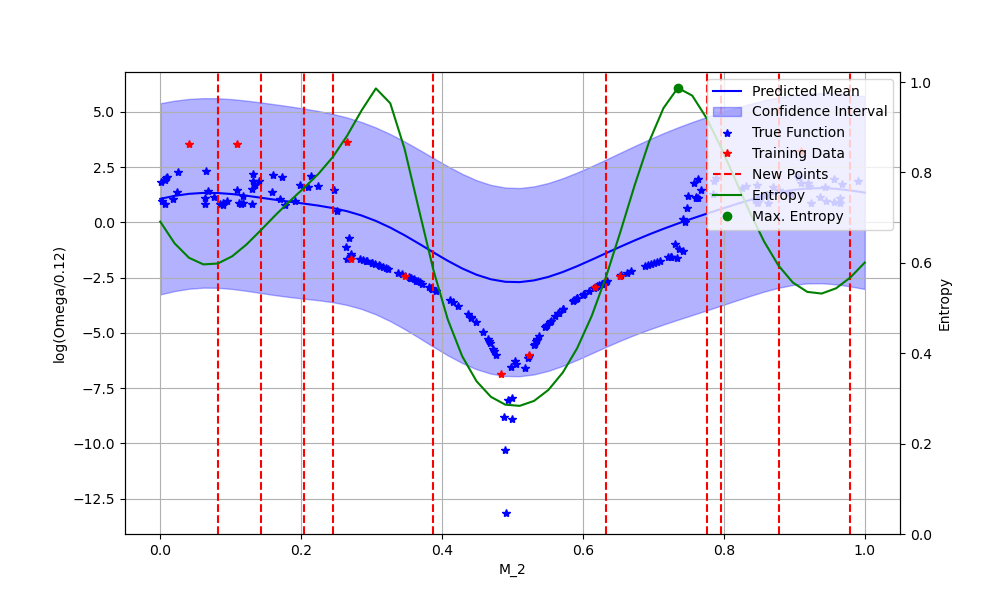 Predicted Mean
Confidence Interval
True Function
Training Data
New Points
Entropy
Max. Entropy
log(Omega/0.12)
5.0
2.5
0.0
−2.5
−5.0
−7.5
−10.0
−12.5
1.0
0.8
0.6
0.4
0.2
0.0
Entropy
0.0 0.2 0.4 0.6 0.8 1.0
M_2